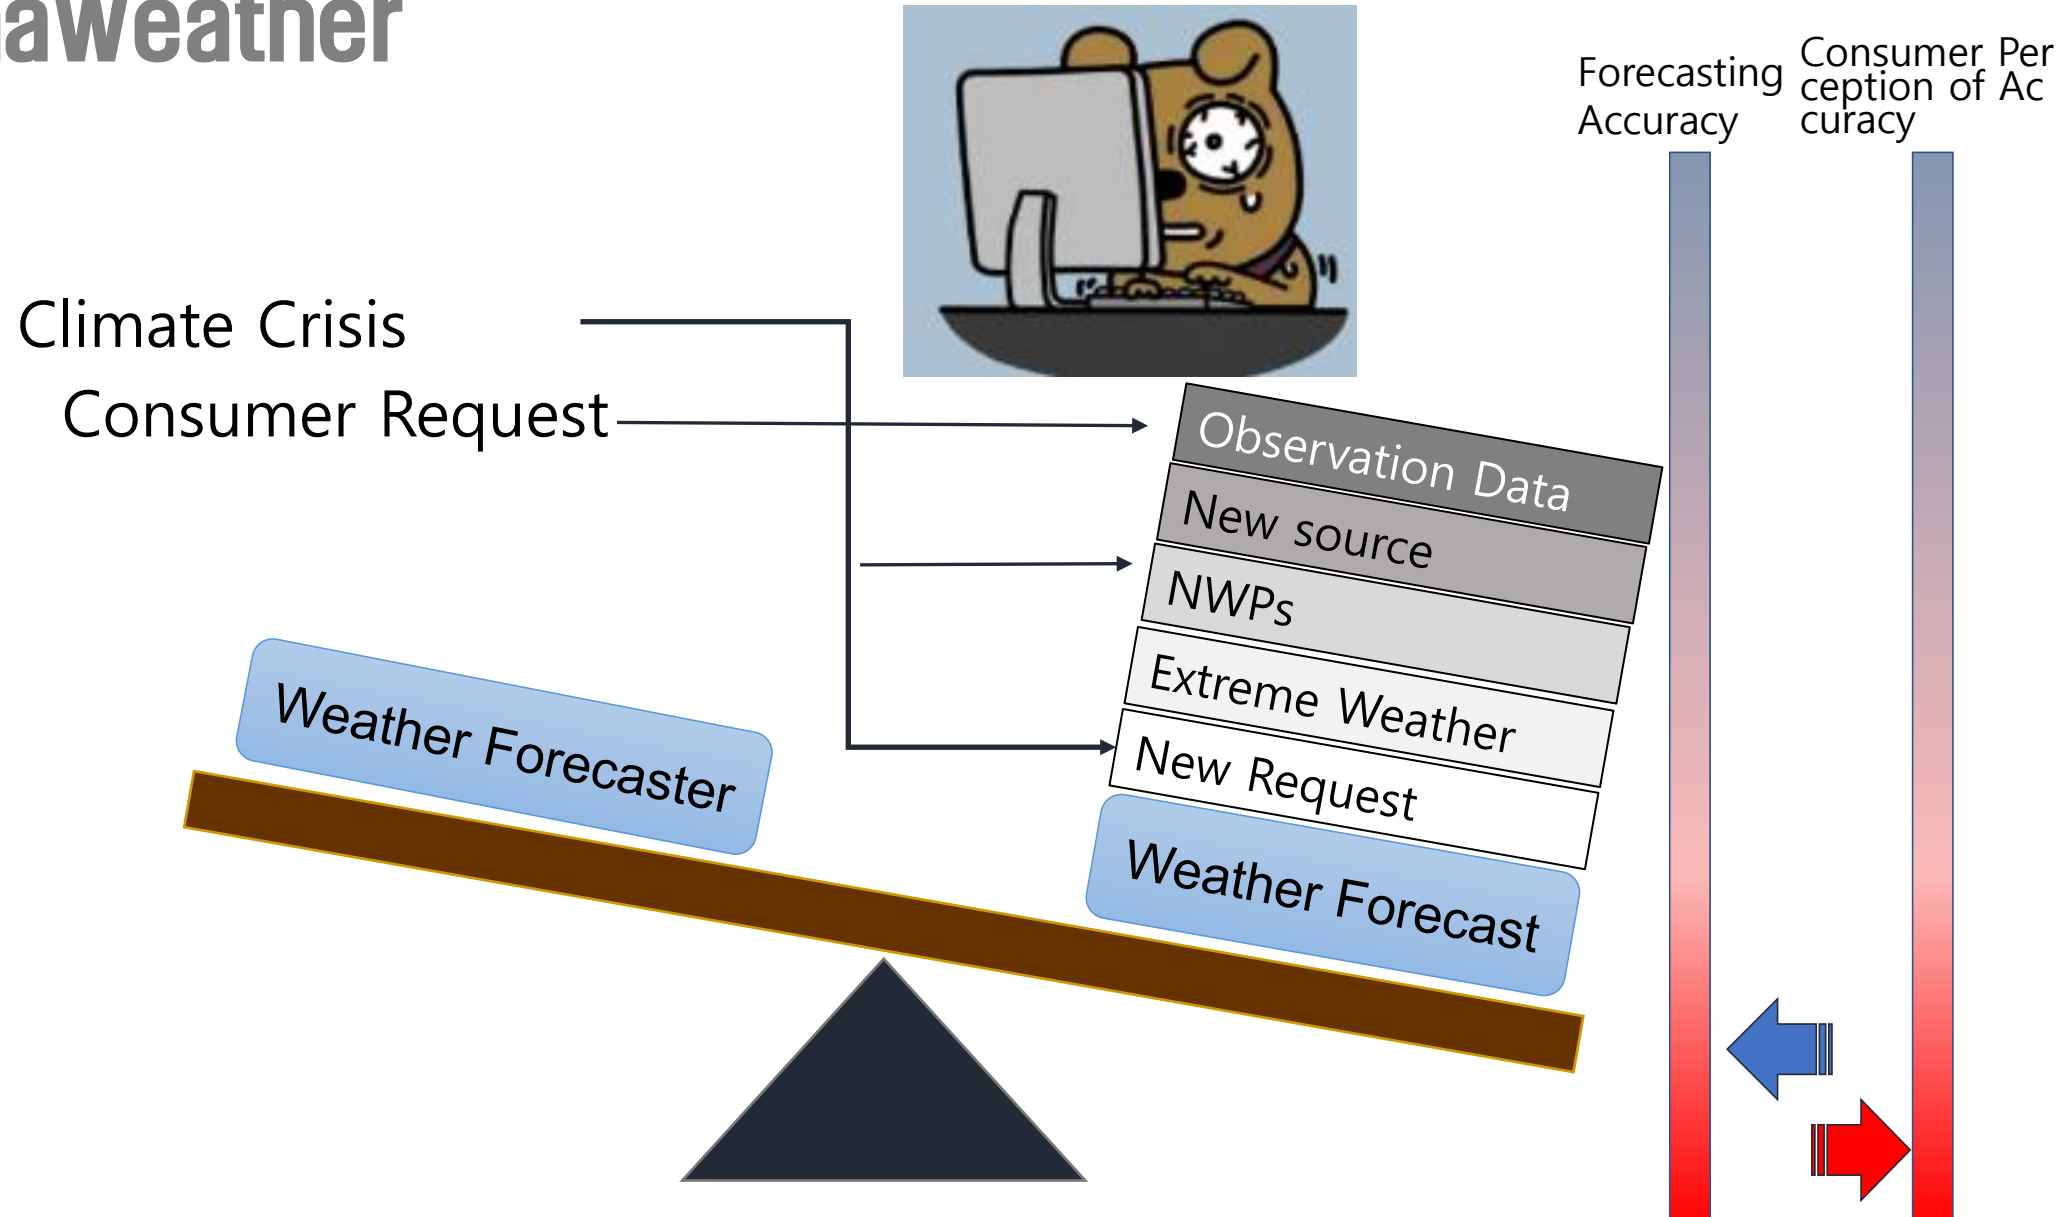 aweather
Forecasting
Accuracy
Consumer Per
ception of Ac
curacy
Climate Crisis
Consumer Request
Observation Data
New source
NWPs
Extreme Weather
New Request
Weather Forecaster
Weather Forecast